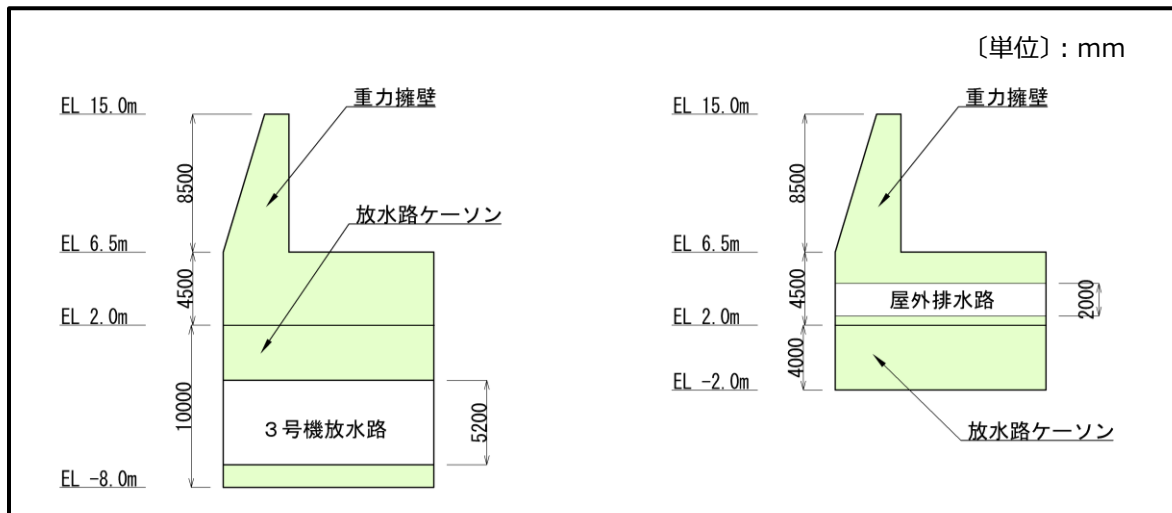 〔単位〕：mm
EL 15.0m
重力擁壁
8500
放水路ケーソン
EL 6.5m
4500
EL 2.0m
10000
3号機放水路
5200
EL -8.0m
EL 15.0m
重力擁壁
8500
EL 6.5m
4500
屋外排水路
2000
EL 2.0m
4000
EL -2.0m
放水路ケーソン